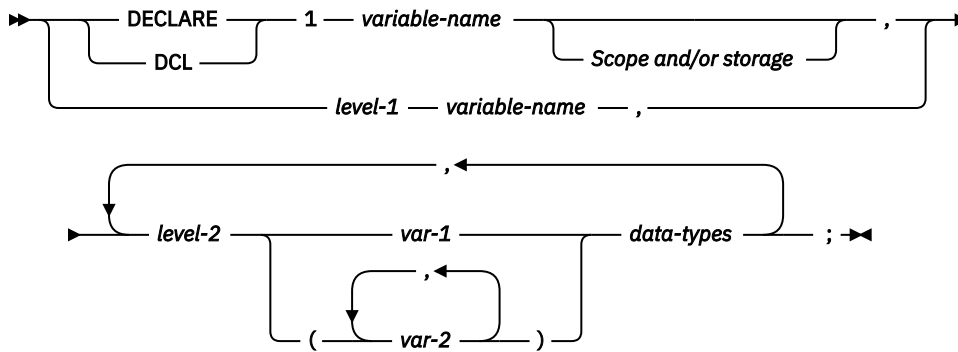 DECLARE 1 variable-name ,
DCL Scope and/or storage
level-1 variable-name ,
,
level-2 var-1 data-types ;
,
( var-2 )